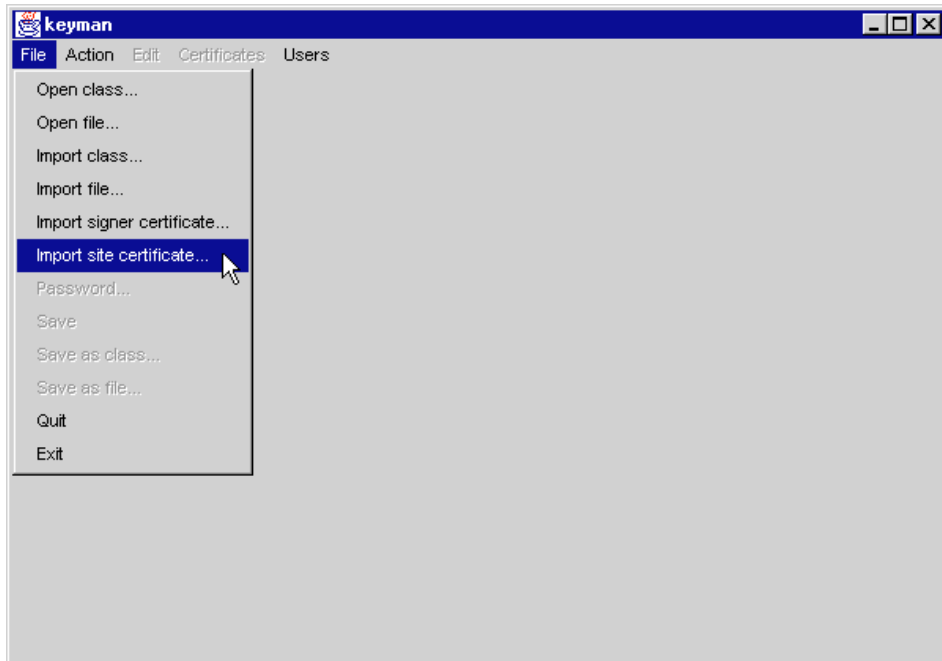 keyman
File Action Edit Certificates Users
Open class...
Open file...
Import class...
Import file...
Import signer certificate...
Import site certificate...
Password...
Save
Save as class...
Save as file...
Quit
Exit